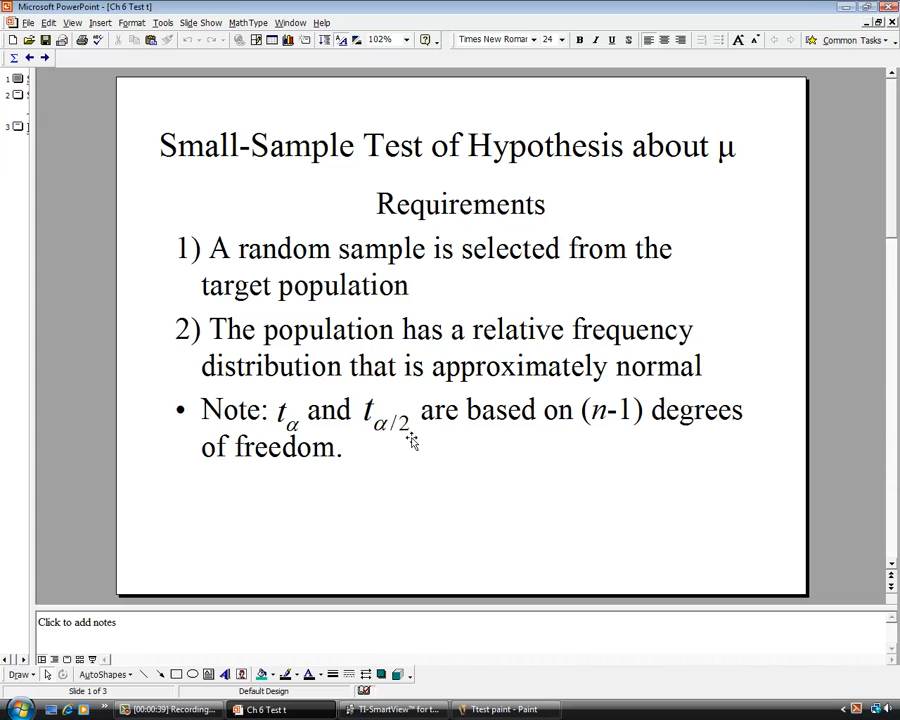 Microsoft PowerPoint - [Ch 6 Test t]
File Edit View Insert Format Tools Slide Show MathType Window Help
102% Times New Roma 24 B I U S A A Common Tasks
Σ
1
2
3
Small-Sample Test of Hypothesis about μ
Requirements
1) A random sample is selected from the
target population
2) The population has a relative frequency
distribution that is approximately normal
• Note: tα and tα/2 are based on (n-1) degrees
of freedom.
Click to add notes
Draw AutoShapes
Slide 1 of 3 Default Design
[00:00:39] Recording... Ch 6 Test t TI-SmartView™ for t... Ttest paint - Paint